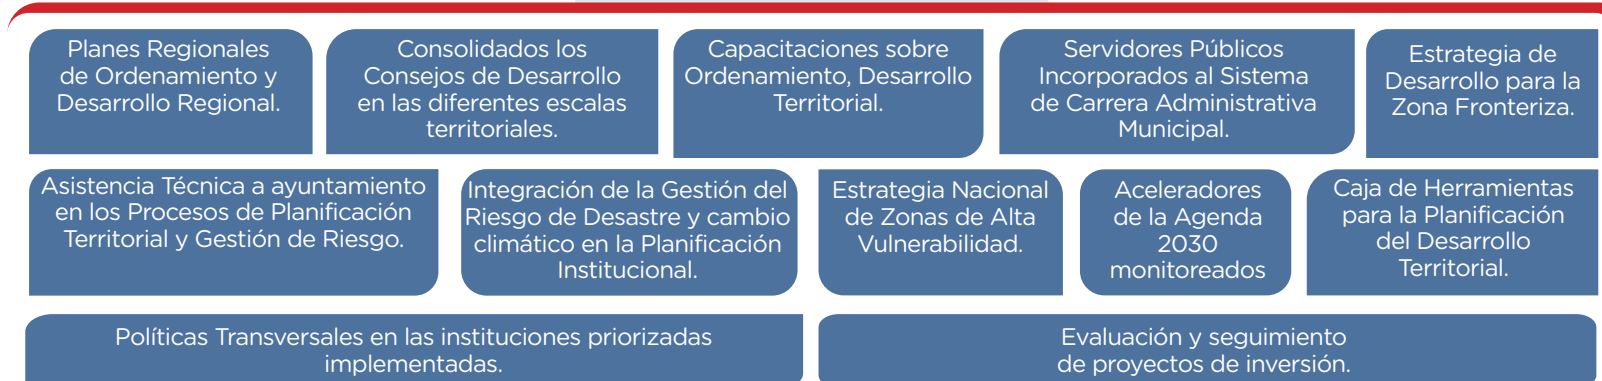 Planes Regionales
de Ordenamiento y
Desarrollo Regional.
Consolidados los
Consejos de Desarrollo
en las diferentes escalas
territoriales.
Capacitaciones sobre
Ordenamiento, Desarrollo
Territorial.
Servidores Públicos
Incorporados al Sistema
de Carrera Administrativa
Municipal.
Estrategia de
Desarrollo para la
Zona Fronteriza.
Asistencia Técnica a ayuntamiento
en los Procesos de Planificación
Territorial y Gestión de Riesgo.
Integración de la Gestión del
Riesgo de Desastre y cambio
climático en la Planificación
Institucional.
Estrategia Nacional
de Zonas de Alta
Vulnerabilidad.
Aceleradores
de la Agenda
2030
monitoreados
Caja de Herramientas
para la Planificación
del Desarrollo
Territorial.
Políticas Transversales en las instituciones priorizadas
implementadas.
Evaluación y seguimiento
de proyectos de inversión.